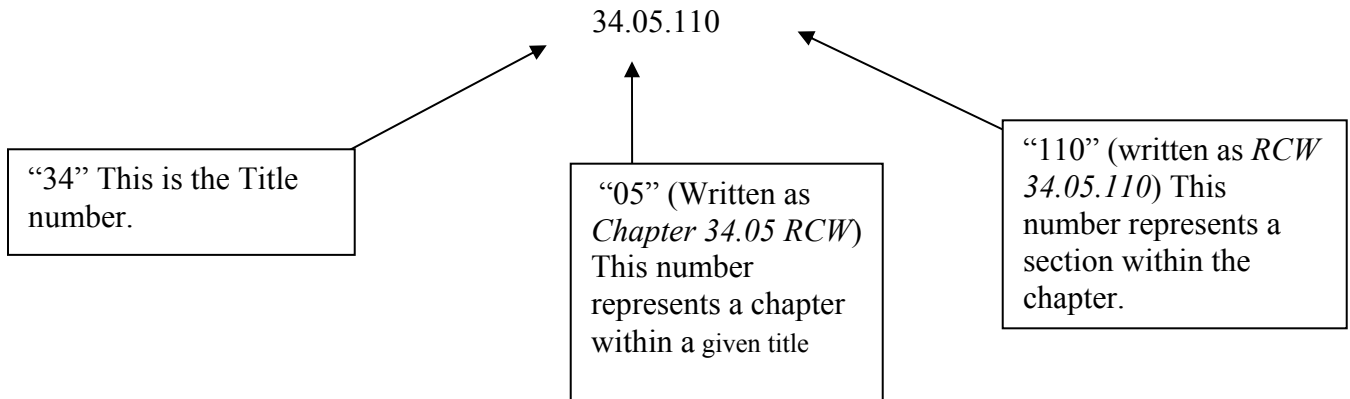 34.05.110
“34” This is the Title
number.
“05” (Written as
Chapter 34.05 RCW)
This number
represents a chapter
within a given title
“110” (written as RCW
34.05.110) This
number represents a
section within the
chapter.